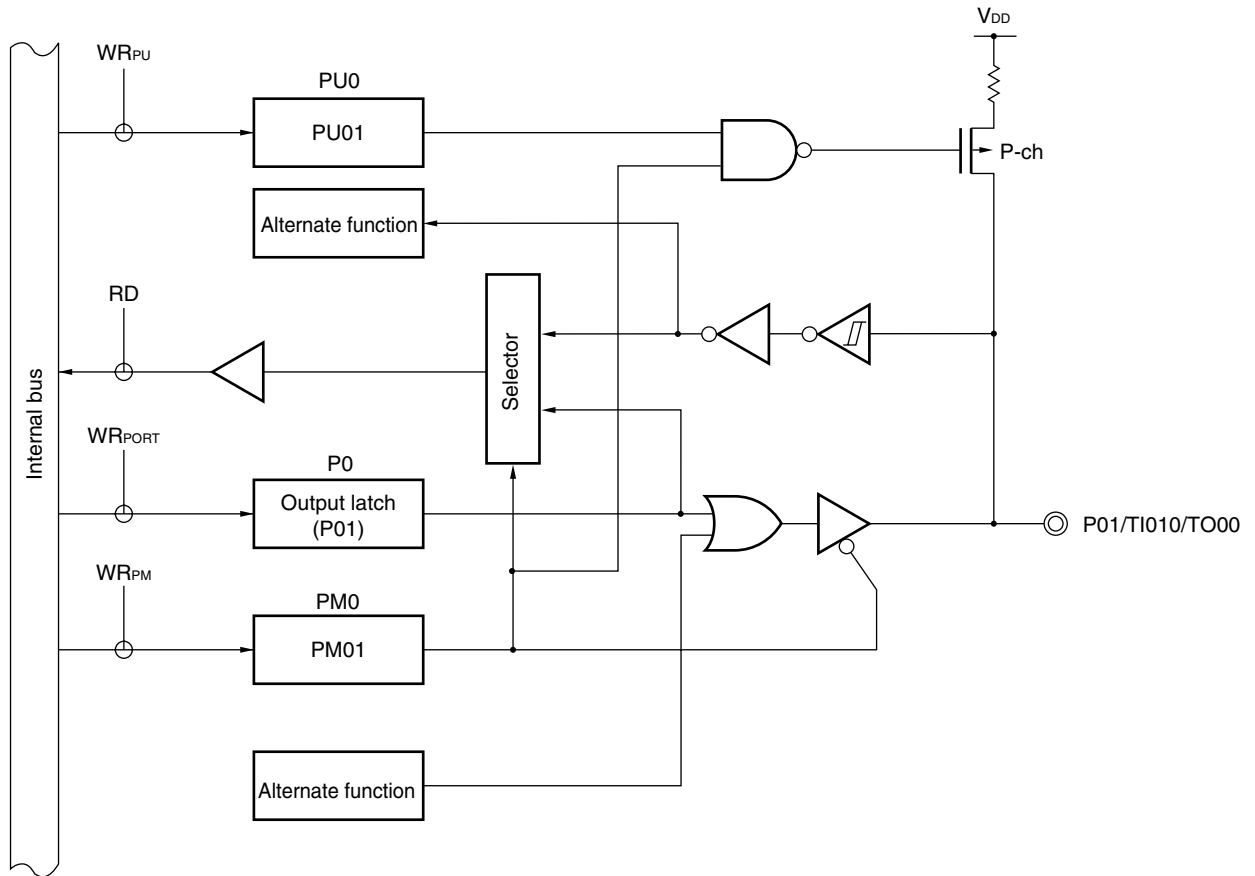 VDD
WRPU
PU0
PU01
P-ch
Alternate function
RD
Selector
Internal bus
WRPORT
P0
Output latch
(P01)
P01/TI010/TO00
WRPM
PM0
PM01
Alternate function